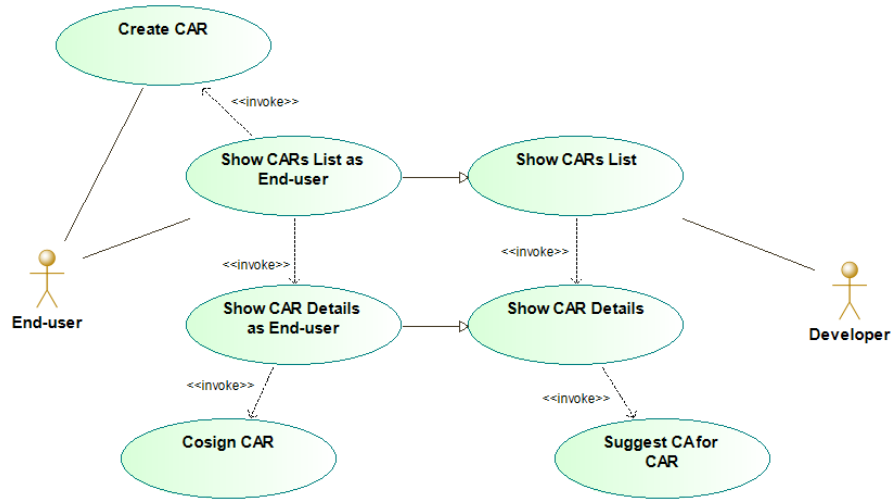 Create CAR
<<invoke>>
Show CARs List as
End-user
Show CARs List
<<invoke>>
<<invoke>>
End-user
Show CAR Details
as End-user
Show CAR Details
Developer
<<invoke>>
<<invoke>>
Cosign CAR
Suggest CA for
CAR